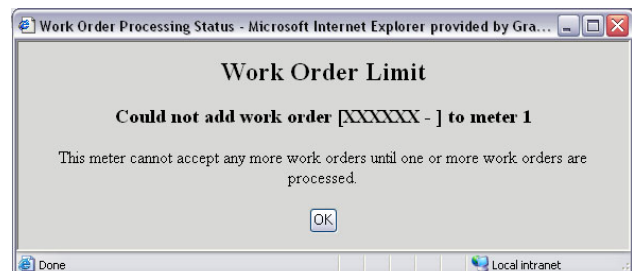 Work Order Processing Status - Microsoft Internet Explorer provided by Gra...
Work Order Limit
Could not add work order [XXXXXX - ] to meter 1
This meter cannot accept any more work orders until one or more work orders are
processed.
OK
Done
Local intranet